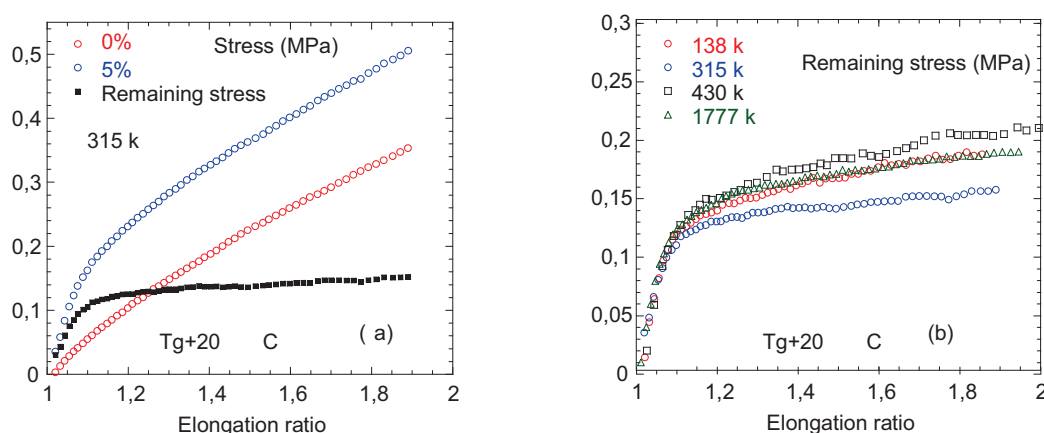 0%
5%
Remaining stress
Stress (MPa)
315 k
Tg+20 C
( a)
0,5
0,4
0,3
0,2
0,1
0
1 1,2 1,4 1,6 1,8 2
Elongation ratio
138 k
315 k
430 k
1777 k
Remaining stress (MPa)
Tg+20 C
(b)
0,3
0,25
0,2
0,15
0,1
0,05
0
1 1,2 1,4 1,6 1,8 2
Elongation ratio